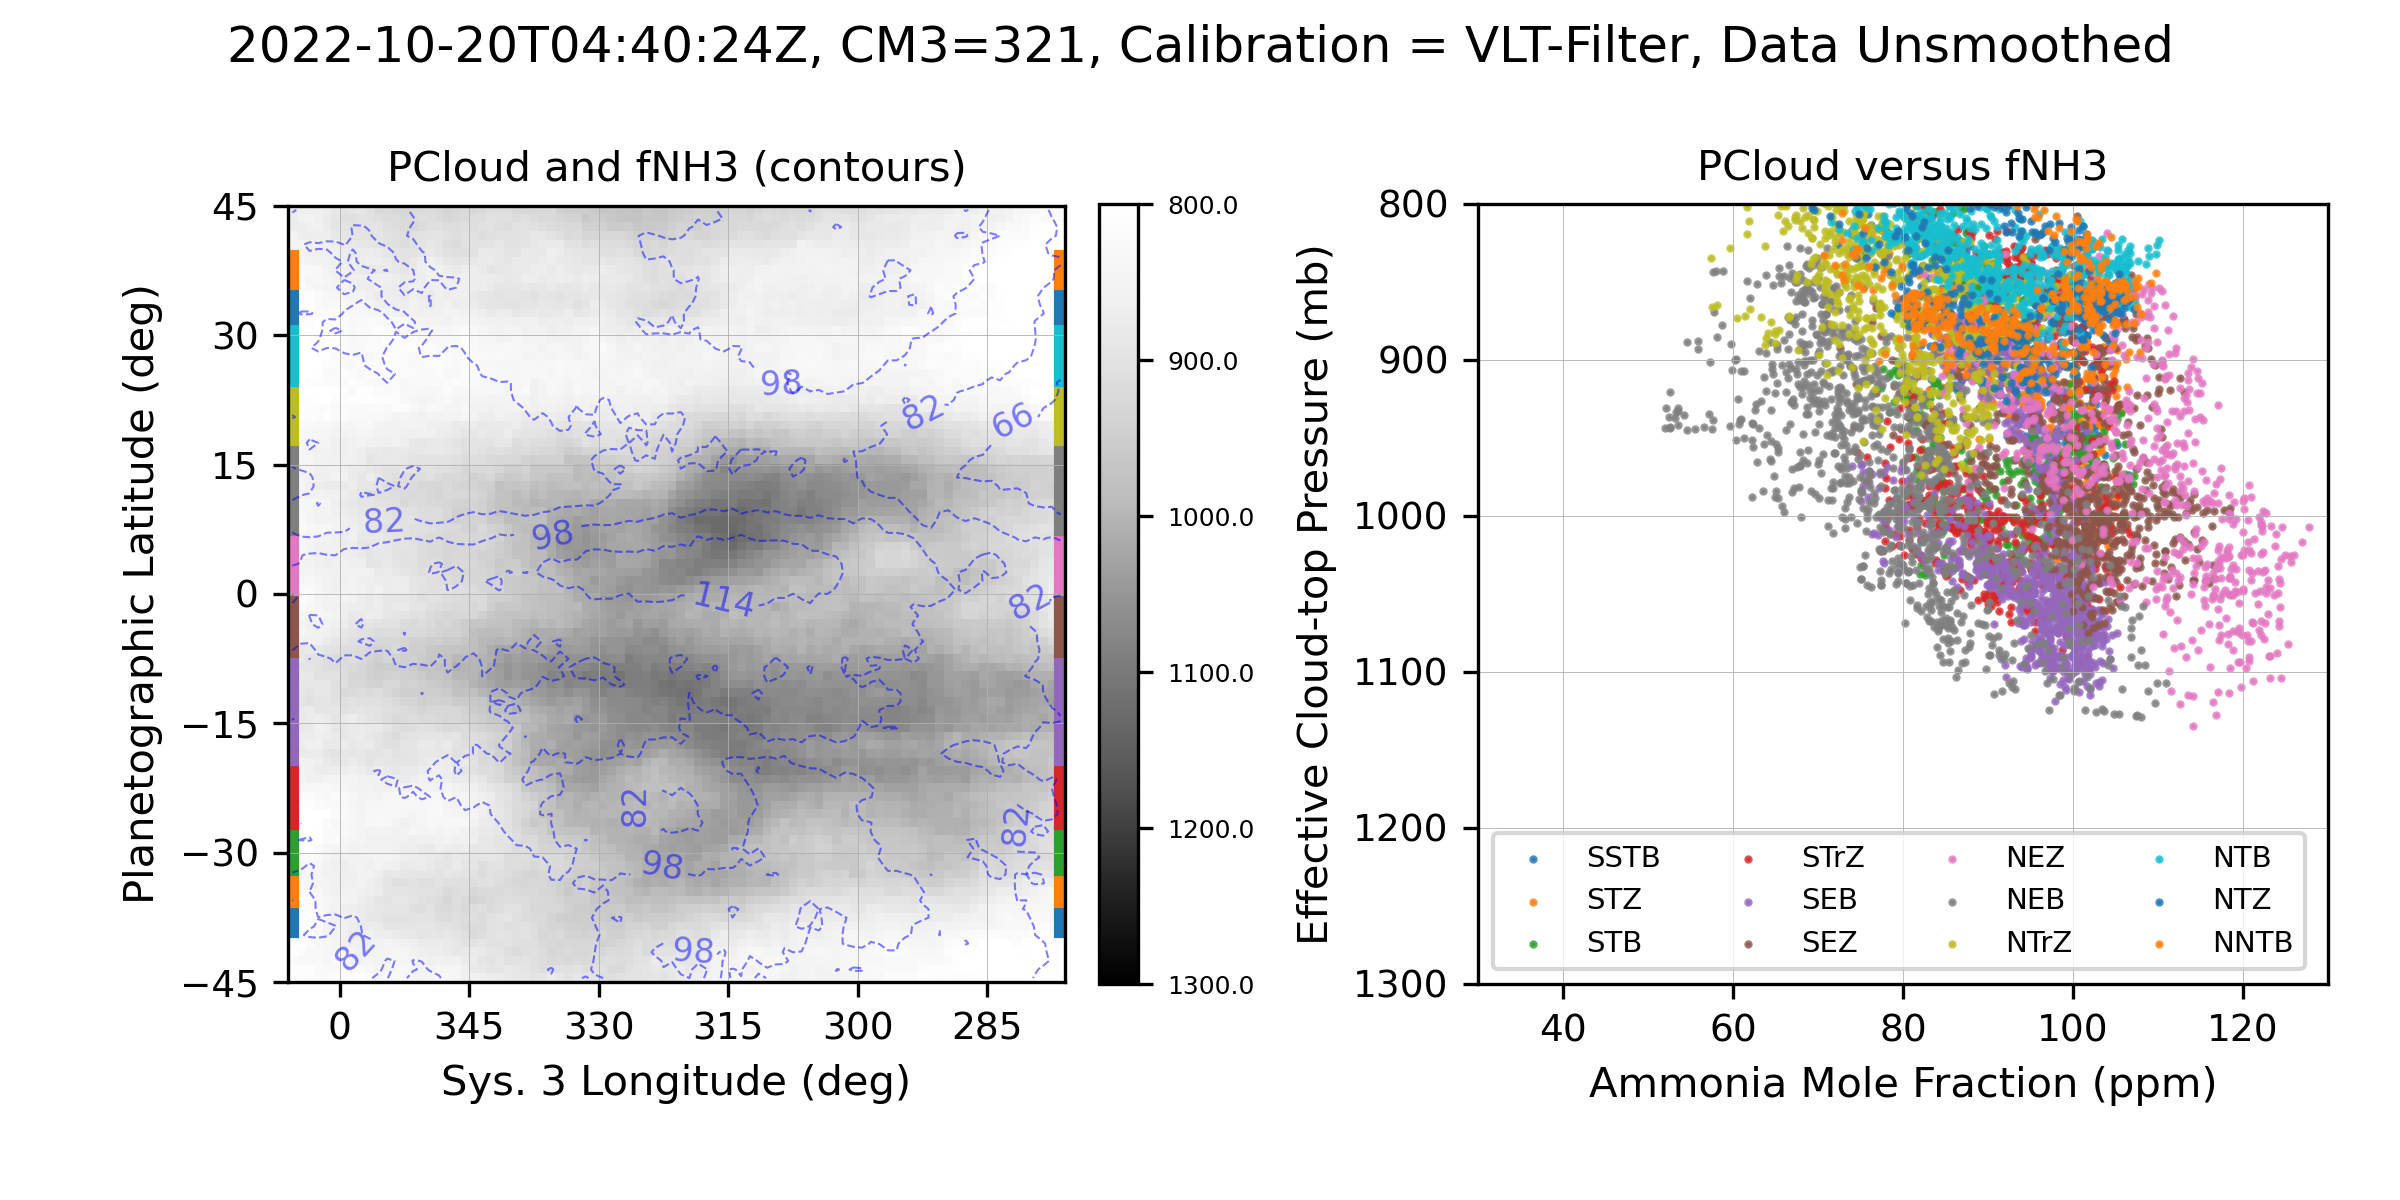 2022-10-20T04:40:24Z, CM3=321, Calibration = VLT-Filter, Data Unsmoothed
PCloud and fNH3 (contours)
Planetographic Latitude (deg)
45
30
15
0
−15
−30
−45
98
82
66
82
98
114
82
82
98
82
82
98
0
345
330
315
300
285
Sys. 3 Longitude (deg)
800.0
900.0
1000.0
1100.0
1200.0
1300.0
PCloud versus fNH3
Effective Cloud-top Pressure (mb)
800
900
1000
1100
1200
1300
SSTB
STZ
STB
STrZ
SEB
SEZ
NEZ
NEB
NTrZ
NTB
NTZ
NNTB
40
60
80
100
120
Ammonia Mole Fraction (ppm)